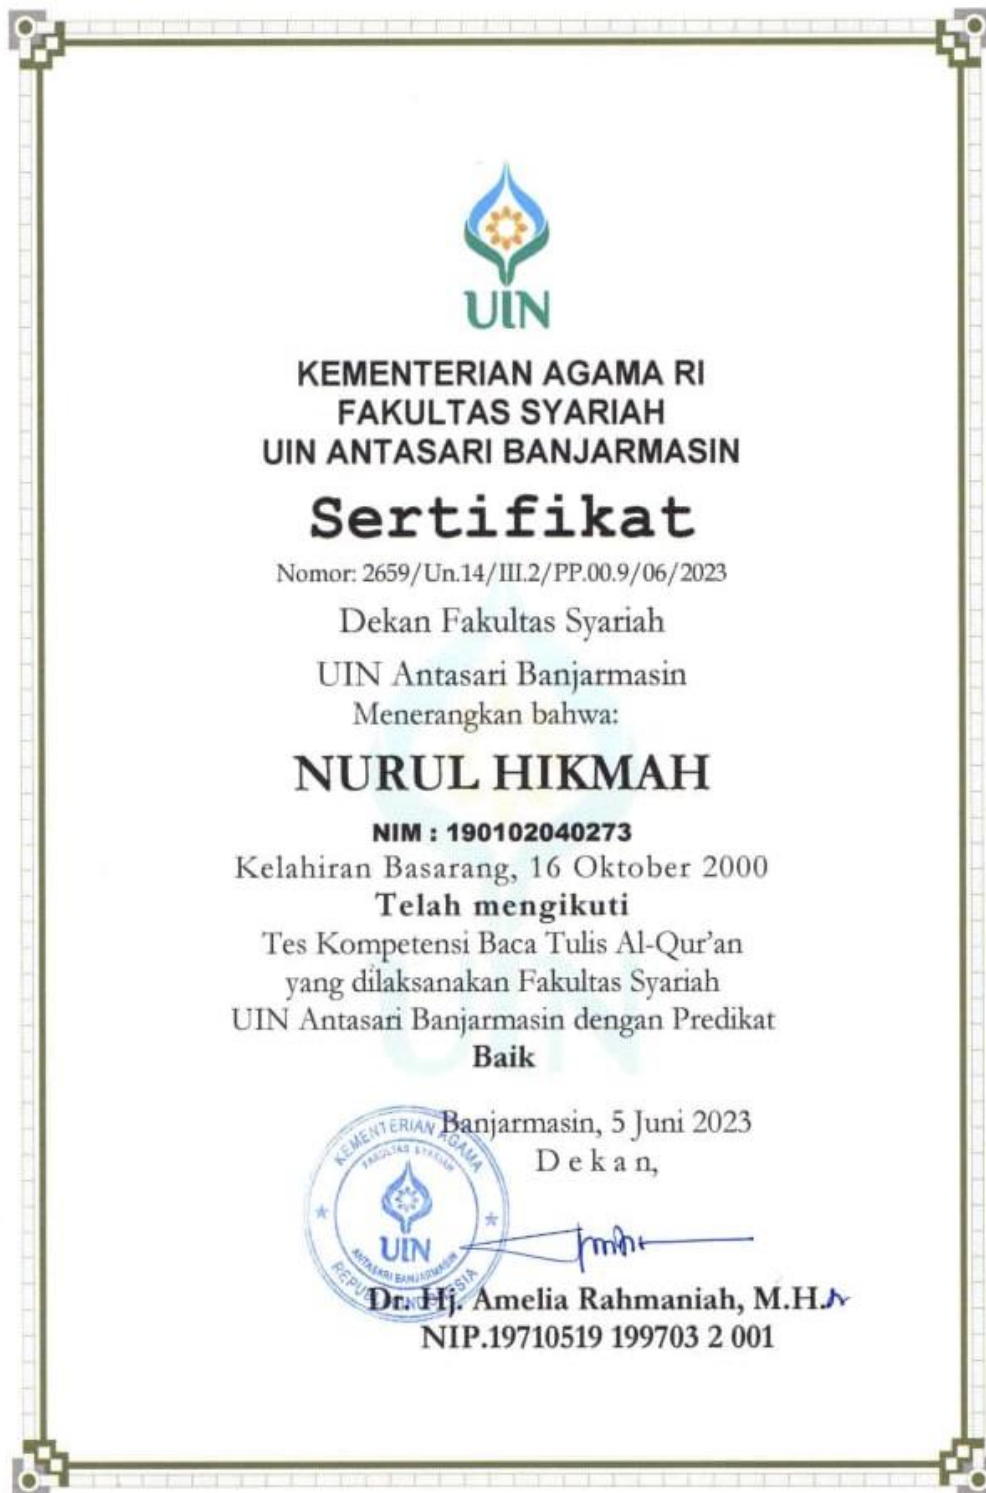 UIN
KEMENTERIAN AGAMA RI
FAKULTAS SYARIAH
UIN ANTASARI BANJARMASIN
Sertifikat
Nomor: 2659/Un.14/III.2/PP.00.9/06/2023
Dekan Fakultas Syariah
UIN Antasari Banjarmasin
Menerangkan bahwa:
NURUL HIKMAH
NIM : 190102040273
Kelahiran Basarang, 16 Oktober 2000
Telah mengikuti
Tes Kompetensi Baca Tulis Al-Qur'an
yang dilaksanakan Fakultas Syariah
UIN Antasari Banjarmasin dengan Predikat
Baik
UIN
Banjarmasin, 5 Juni 2023
D e k a n,
KEMENTERIAN AGAMA
FAKULTAS SYARIAH
UIN
ANTASARI BANJARMASIN
REPUBLIK INDONESIA
Dr. Hj. Amelia Rahmaniah, M.H.
NIP.19710519 199703 2 001